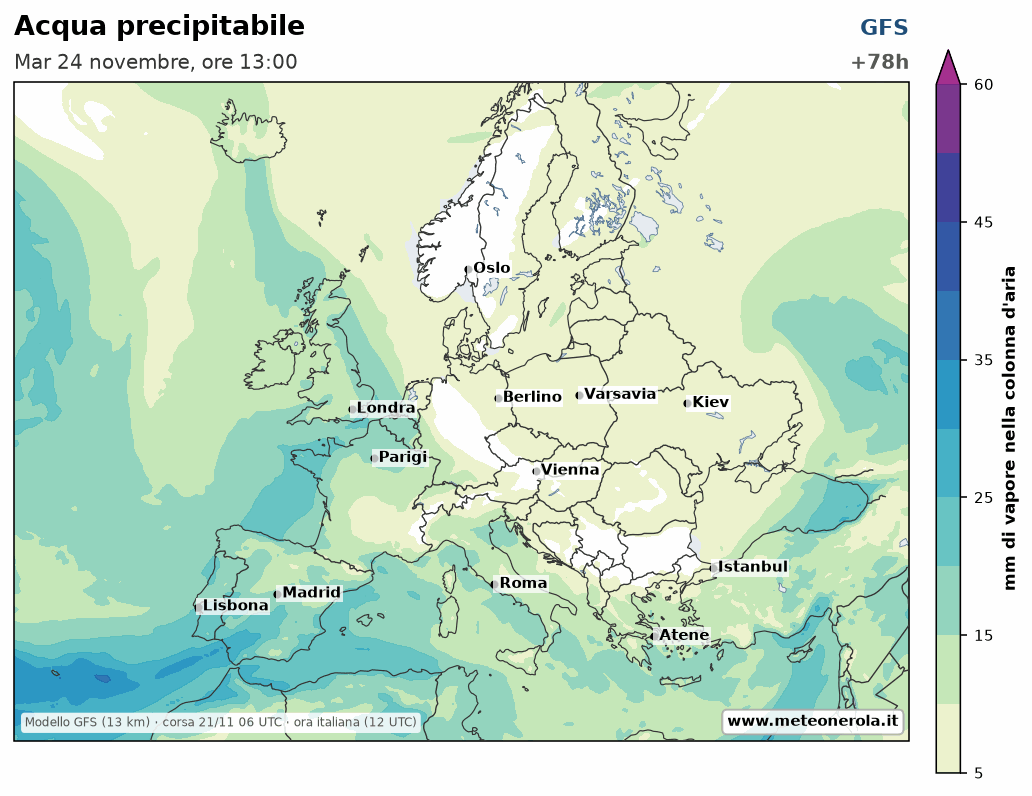 Acqua precipitabile
GFS
Mar 24 novembre, ore 13:00
+78h
60
45
35
25
15
5
mm di vapore nella colonna d'aria
Oslo
Berlino
Varsavia
Kiev
Londra
Parigi
Vienna
Istanbul
Roma
Madrid
Lisbona
Atene
Modello GFS (13 km) · corsa 21/11 06 UTC · ora italiana (12 UTC)
www.meteonerola.it